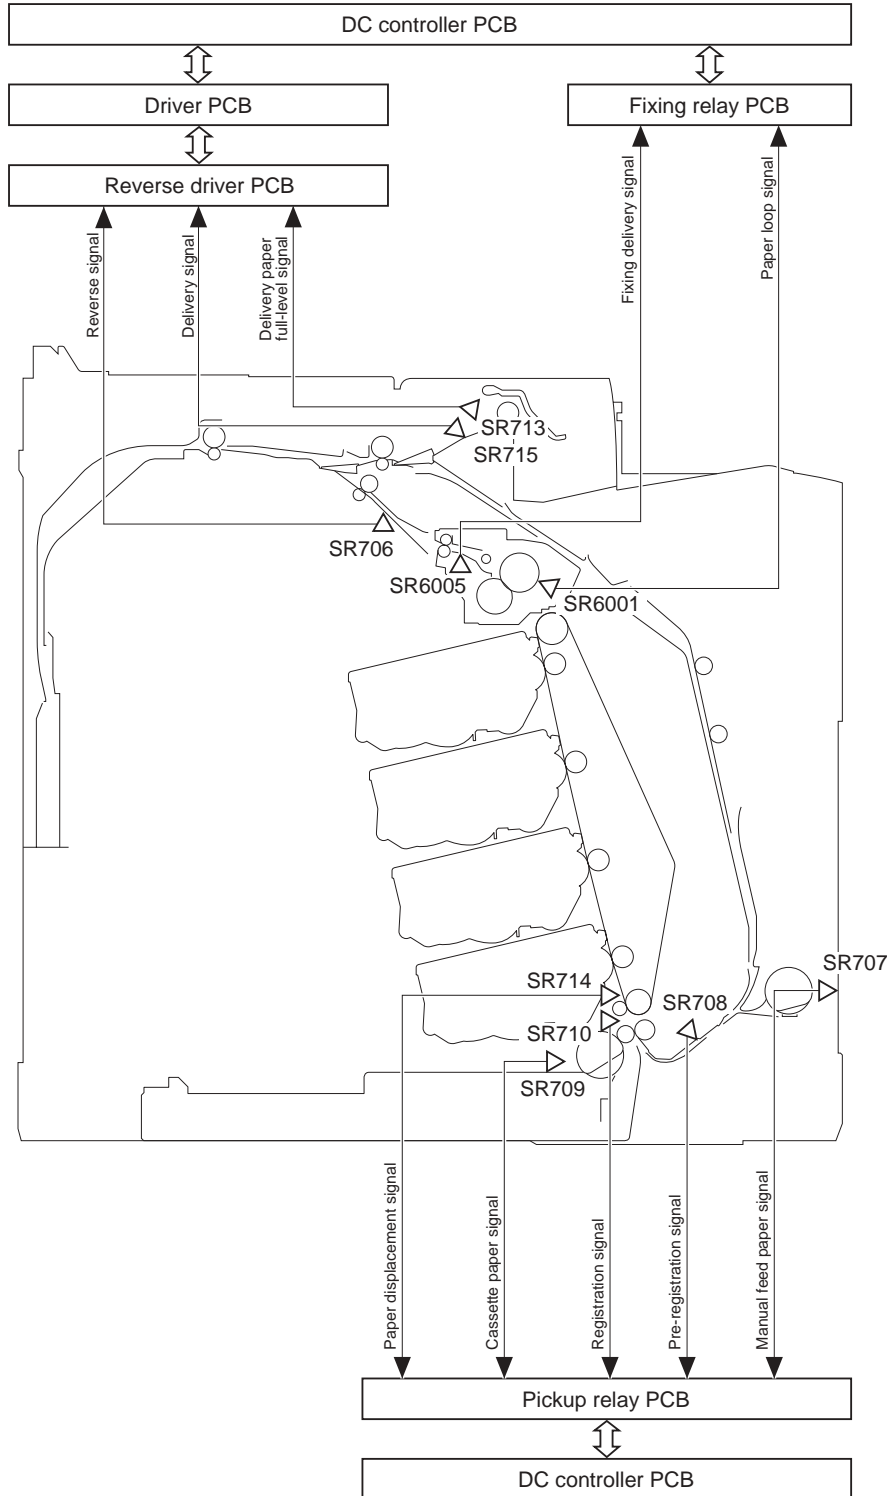 DC controller PCB
Driver PCB
Fixing relay PCB
Reverse driver PCB
Reverse signal
Delivery signal
Delivery paper
full-level signal
Fixing delivery signal
Paper loop signal
SR713
SR715
SR706
SR6005
SR6001
SR707
SR714
SR708
SR710
SR709
Paper displacement signal
Cassette paper signal
Registration signal
Pre-registration signal
Manual feed paper signal
Pickup relay PCB
DC controller PCB